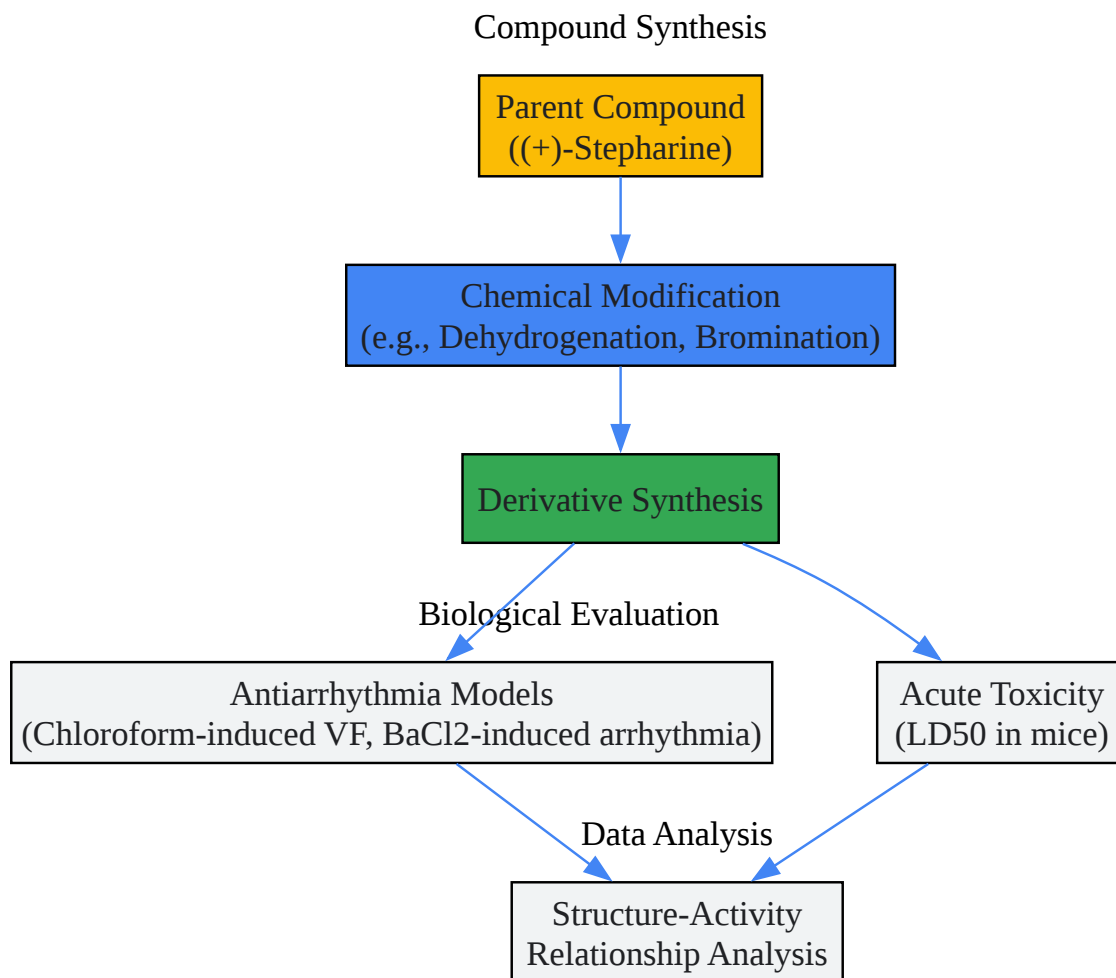 Compound Synthesis
Parent Compound
((+)-Stepharine)
Chemical Modification
(e.g., Dehydrogenation, Bromination)
Derivative Synthesis
Biological Evaluation
Antiarrhythmia Models
(Chloroform-induced VF, BaCl2-induced arrhythmia)
Acute Toxicity
(LD50 in mice)
Data Analysis
Structure-Activity
Relationship Analysis